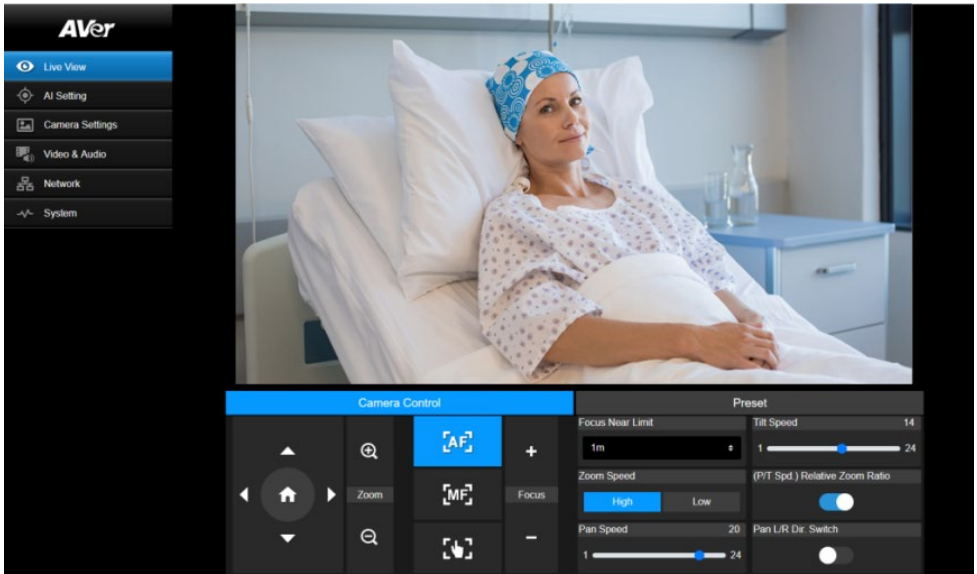 AVer
Live View
AI Setting
Camera Settings
Video & Audio
Network
System
Camera Control
Preset
AF
MF
Zoom
Focus
+
−
Focus Near Limit
1m
Zoom Speed
High Low
Pan Speed 20
1 24
Tilt Speed 14
1 24
(P/T Spd.) Relative Zoom Ratio
Pan L/R Dir. Switch